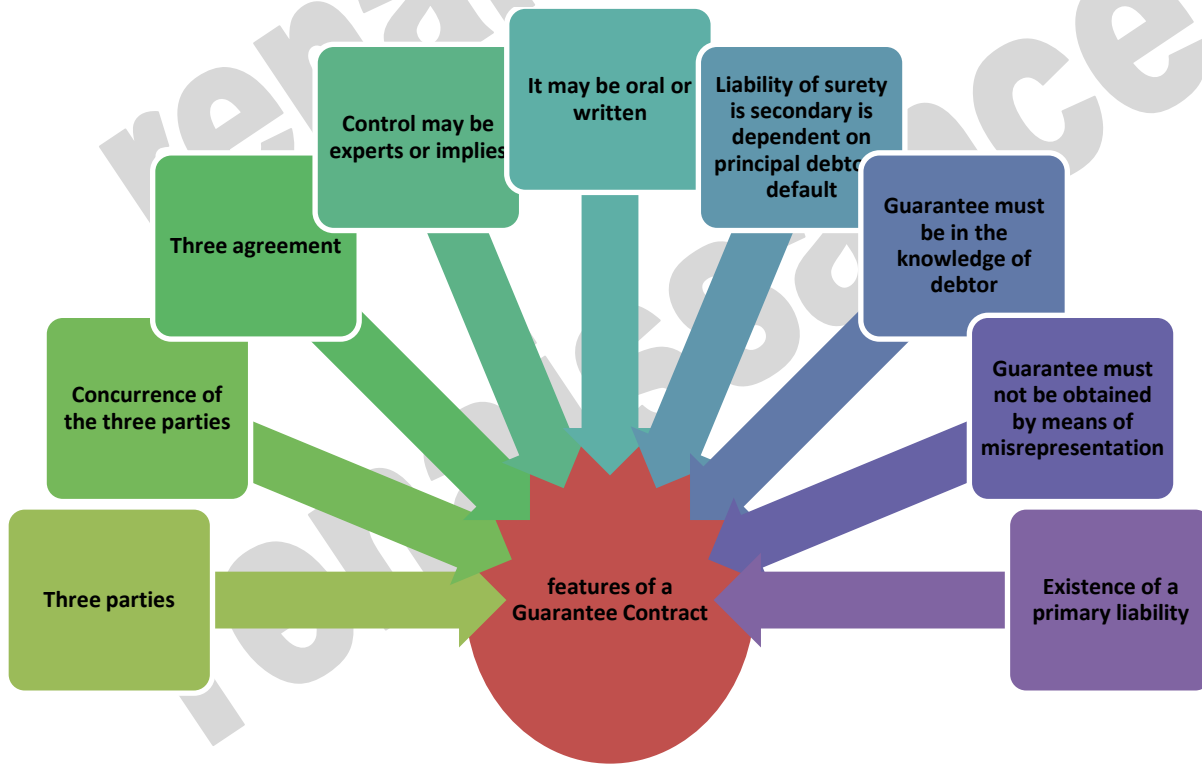 Three parties
Concurrence of
the three parties
Three agreement
Control may be
experts or implies
It may be oral or
written
Liability of surety
is secondary is
dependent on
principal debto
default
Guarantee must
be in the
knowledge of
debtor
Guarantee must
not be obtained
by means of
misrepresentation
Existence of a
primary liability
features of a
Guarantee Contract